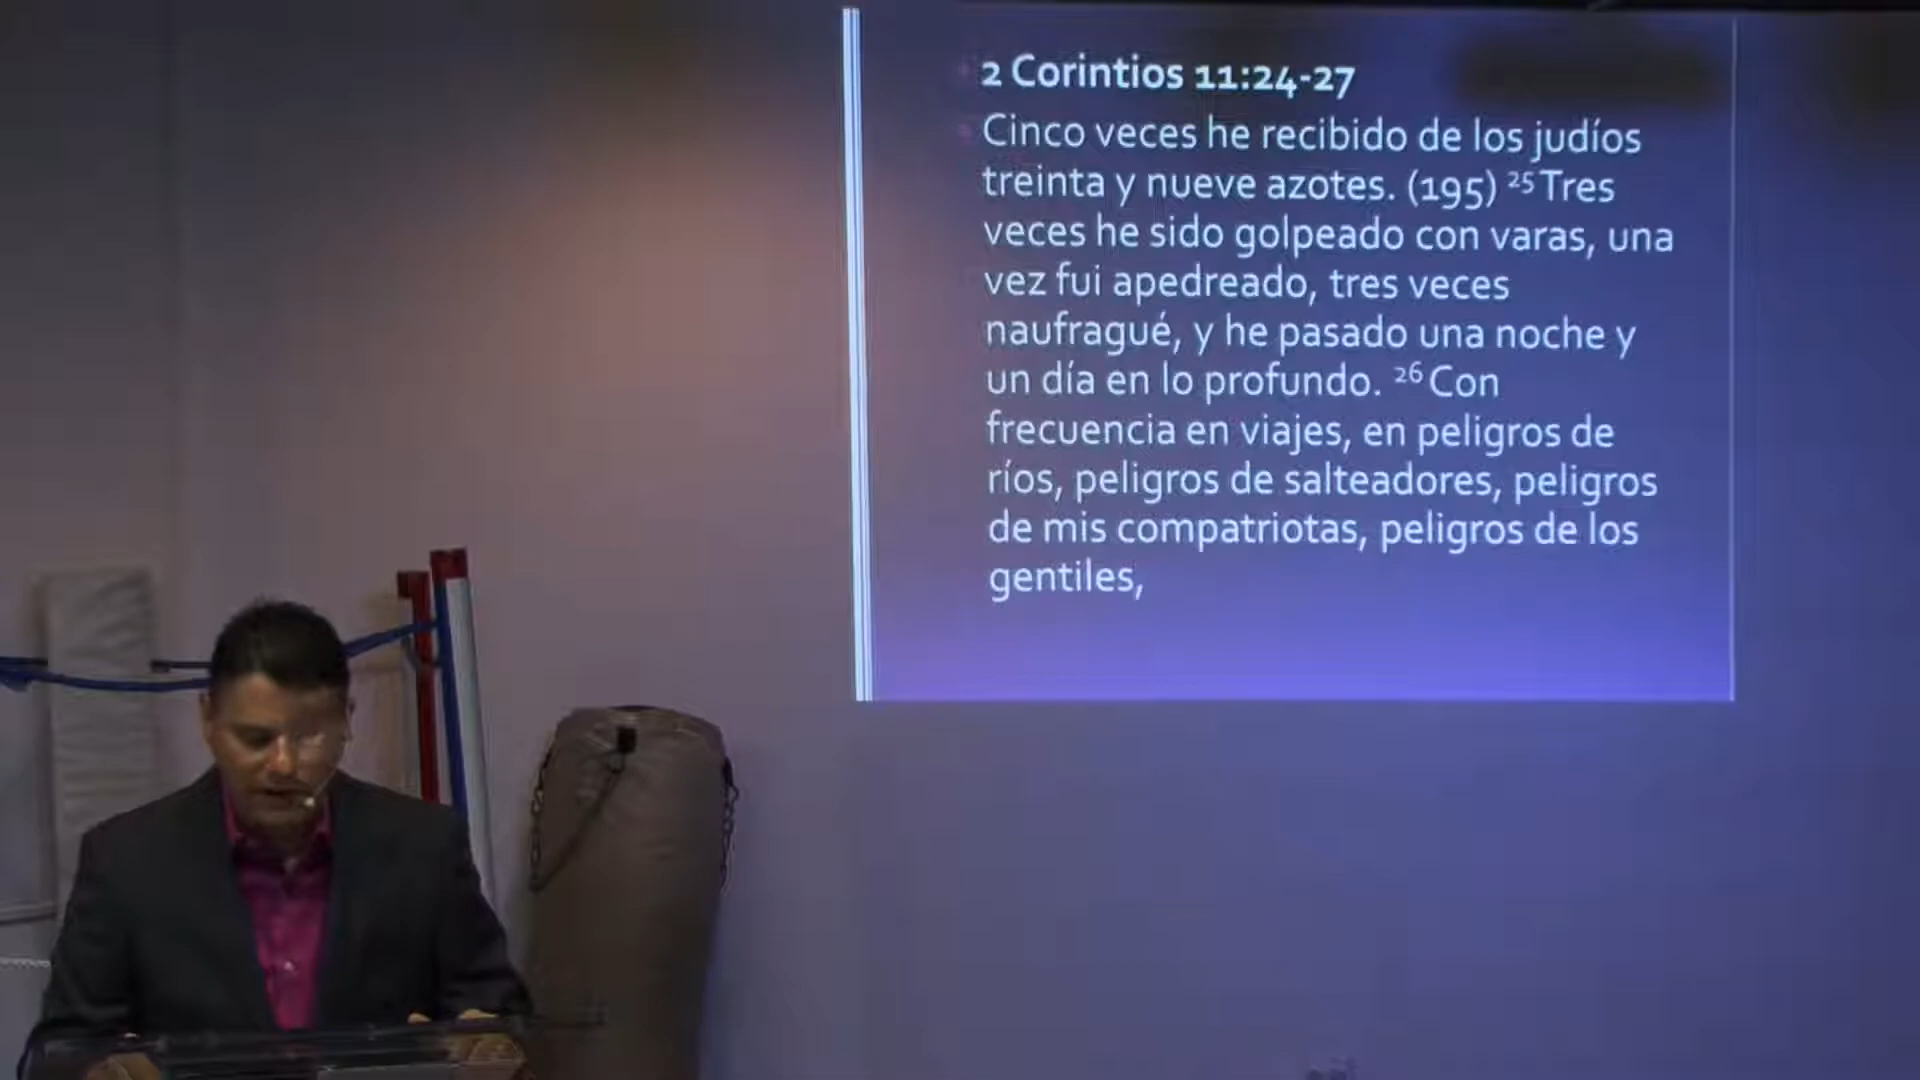 2 Corintios 11:24-27
Cinco veces he recibido de los judíos
treinta y nueve azotes. (195) ²⁵ Tres
veces he sido golpeado con varas, una
vez fui apedreado, tres veces
naufragué, y he pasado una noche y
un día en lo profundo. ²⁶ Con
frecuencia en viajes, en peligros de
ríos, peligros de salteadores, peligros
de mis compatriotas, peligros de los
gentiles,